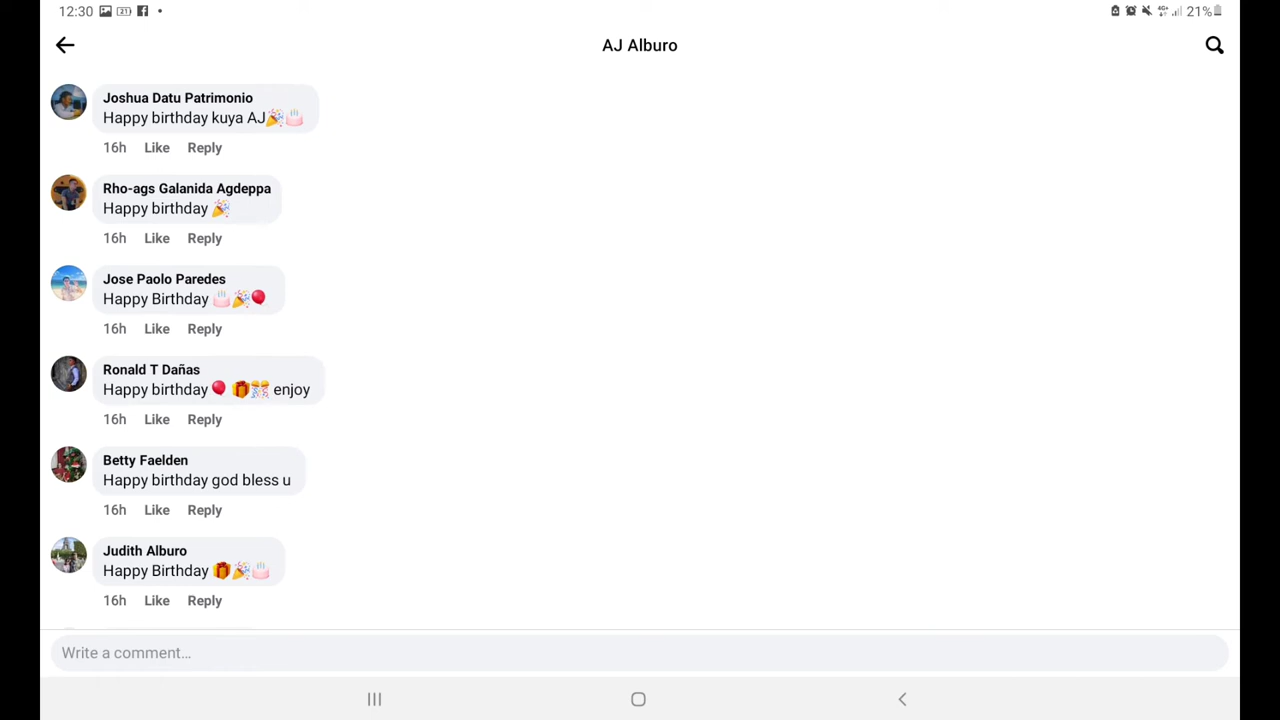 12:30 21 4G+ 21%
AJ Alburo
Joshua Datu Patrimonio
Happy birthday kuya AJ🎉🎂
16h Like Reply
Rho-ags Galanida Agdeppa
Happy birthday 🎉
16h Like Reply
Jose Paolo Paredes
Happy Birthday 🎂🎉🎈
16h Like Reply
Ronald T Dañas
Happy birthday🎈🎁🎊 enjoy
16h Like Reply
Betty Faelden
Happy birthday god bless u
16h Like Reply
Judith Alburo
Happy Birthday 🎁🎉🎂
16h Like Reply
Write a comment...